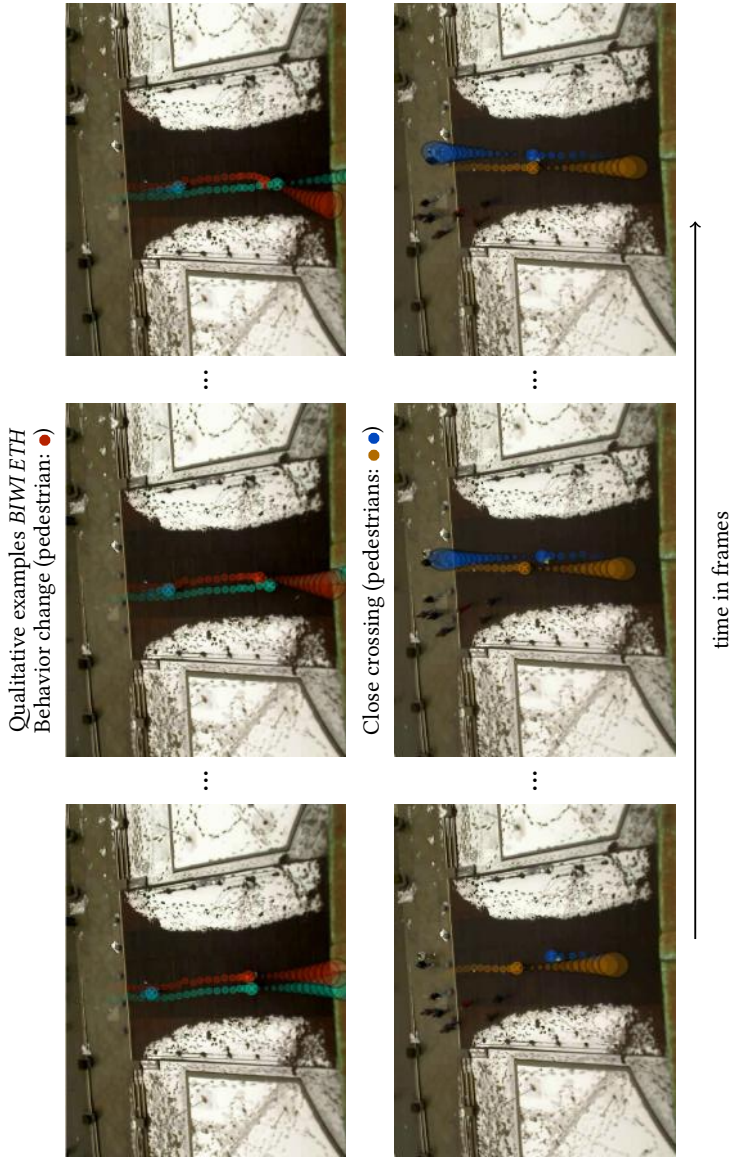 Qualitative examples BIWI ETH
Behavior change (pedestrian: ●)
... ...
Close crossing (pedestrians: ● ●)
... ...
time in frames